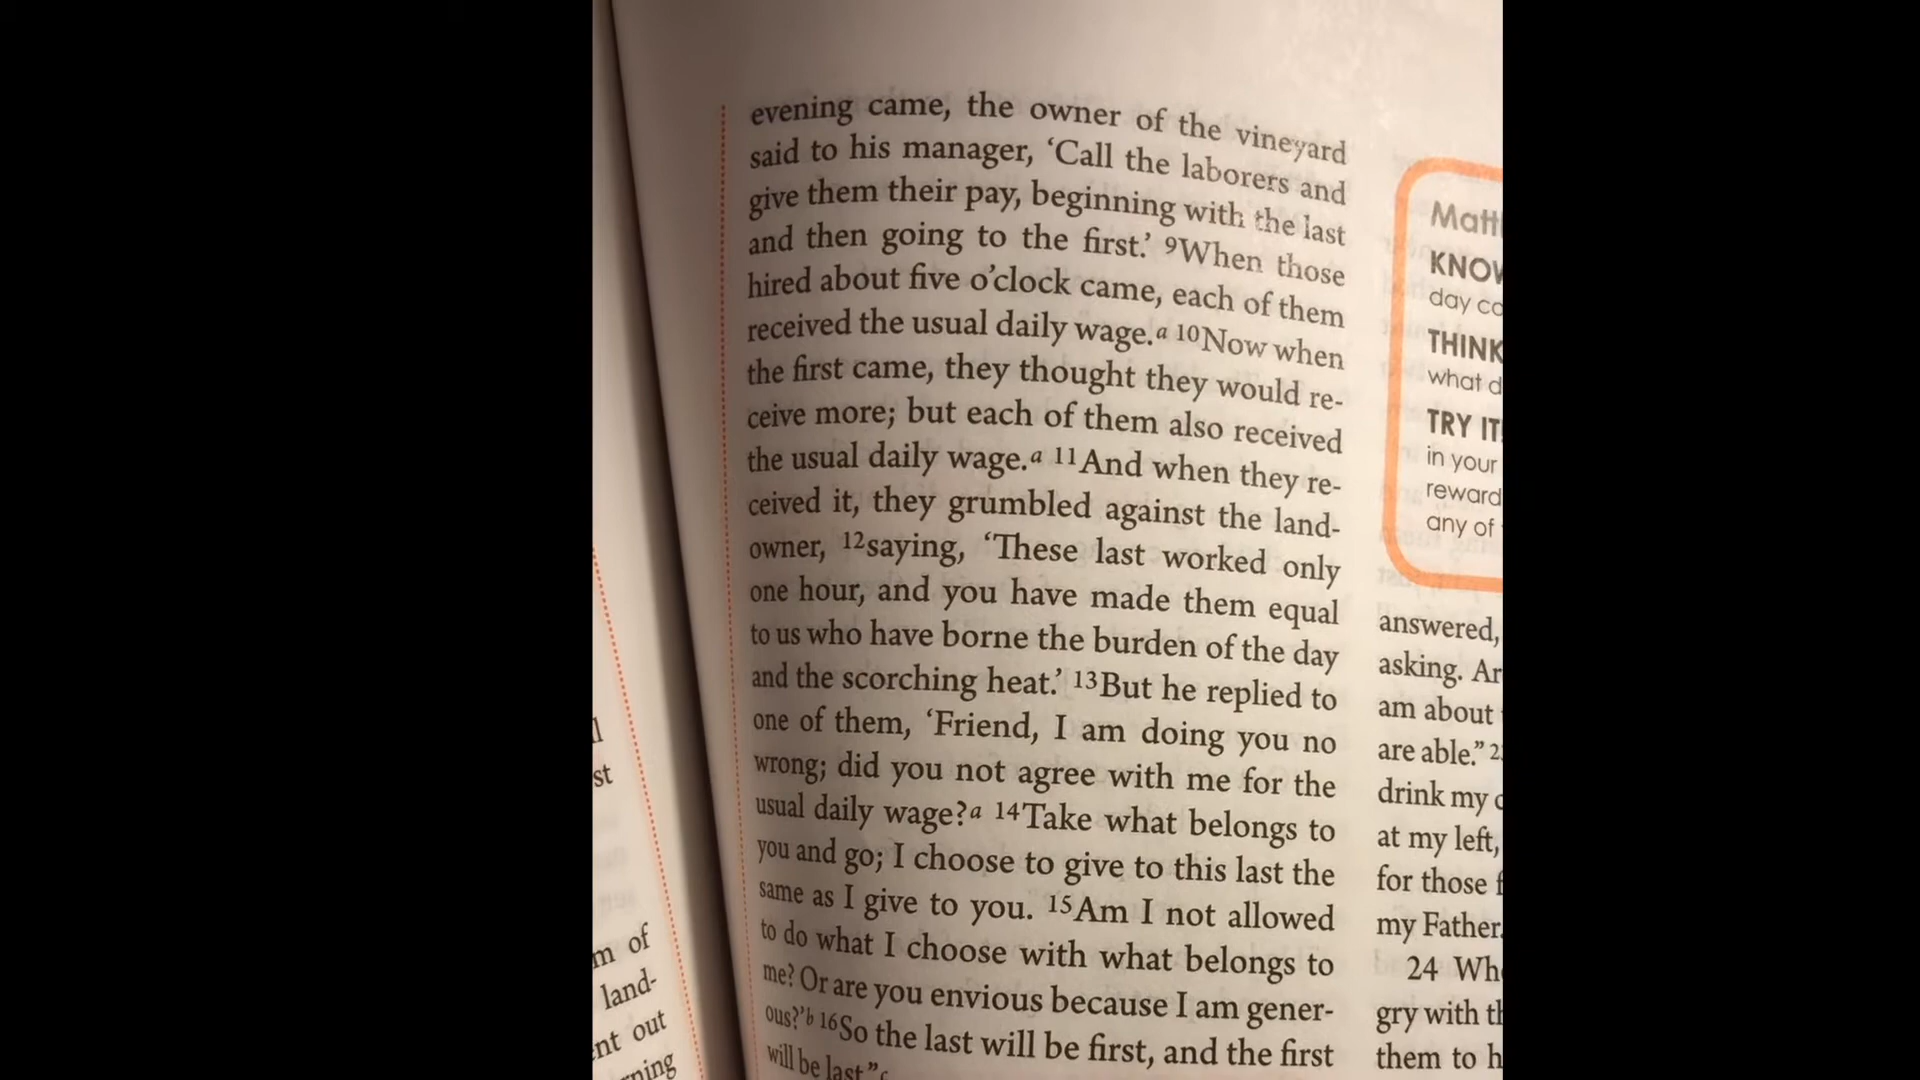 evening came, the owner of the vineyard
said to his manager, ‘Call the laborers and
give them their pay, beginning with the last
and then going to the first.’ 9When those
hired about five o’clock came, each of them
received the usual daily wage.a 10Now when
the first came, they thought they would re-
ceive more; but each of them also received
the usual daily wage.a 11And when they re-
ceived it, they grumbled against the land-
owner, 12saying, ‘These last worked only
one hour, and you have made them equal
to us who have borne the burden of the day
and the scorching heat.’ 13But he replied to
one of them, ‘Friend, I am doing you no
wrong; did you not agree with me for the
usual daily wage?a 14Take what belongs to
you and go; I choose to give to this last the
same as I give to you. 15Am I not allowed
to do what I choose with what belongs to
me? Or are you envious because I am gener-
ous?’b 16So the last will be first, and the first
will be last.”c
st
m of
land-
nt out
rning
Matt
KNOW
day co
THINK
what d
TRY IT
in your
reward
any of
answered,
asking. Ar
am about
are able.” 2
drink my c
at my left,
for those f
my Father.
24 Wh
gry with th
them to h